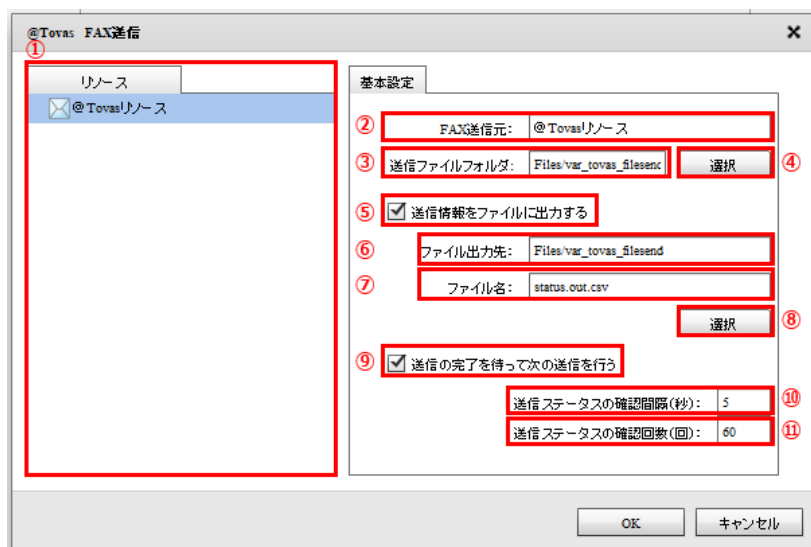 @Tovas FAX送信
①
リソース
@Tovasリソース
基本設定
② FAX送信元: @Tovasリソース
③ 送信ファイルフォルダ: Files/var_tovas_filesenc 選択 ④
⑤ 送信情報をファイルに出力する
⑥ ファイル出力先: Files/var_tovas_filesend
⑦ ファイル名: status.out.csv
選択 ⑧
⑨ 送信の完了を待って次の送信を行う
送信ステータスの確認間隔(秒): 5 ⑩
送信ステータスの確認回数(回): 60 ⑪
OK キャンセル